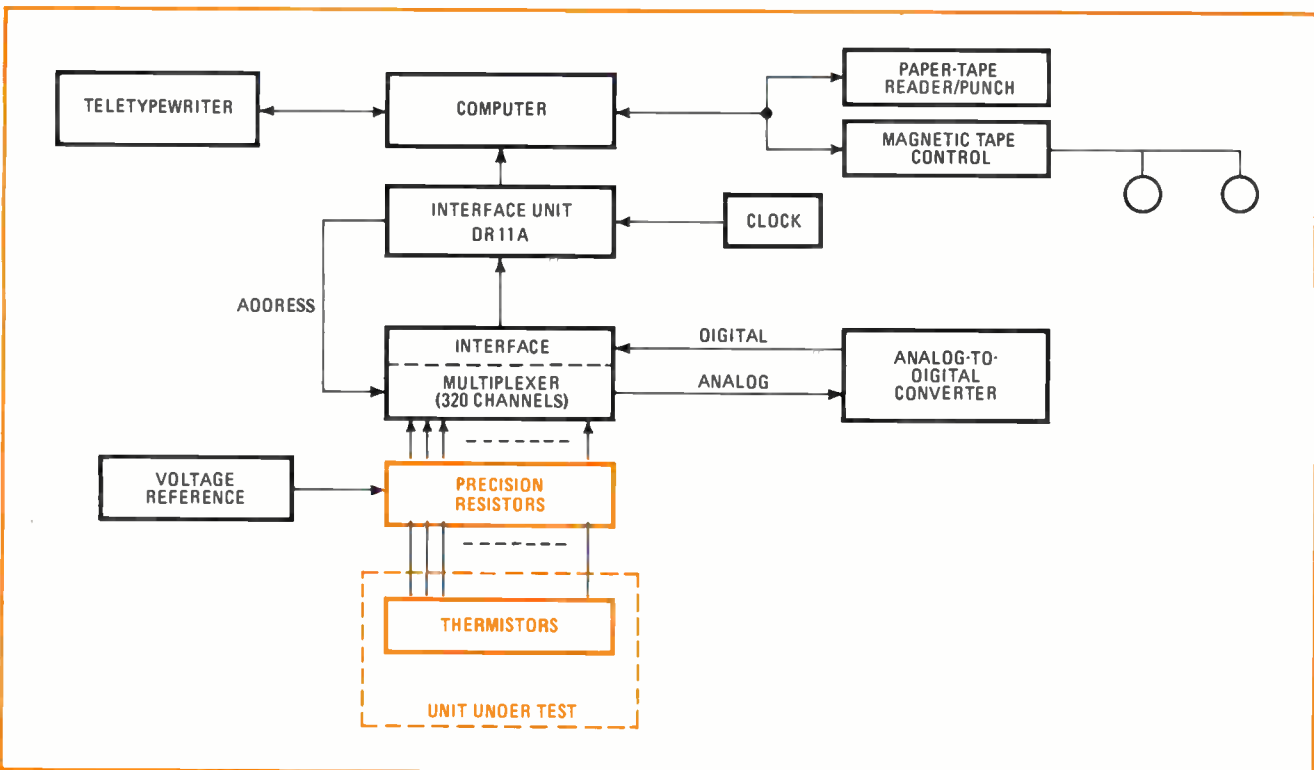 TELETYPEWRITER
COMPUTER
PAPER-TAPE
READER/PUNCH
MAGNETIC TAPE
CONTROL
INTERFACE UNIT
DR11A
CLOCK
ADDRESS
INTERFACE
MULTIPLEXER
(320 CHANNELS)
DIGITAL
ANALOG
ANALOG-TO-
DIGITAL
CONVERTER
VOLTAGE
REFERENCE
PRECISION
RESISTORS
THERMISTORS
UNIT UNDER TEST